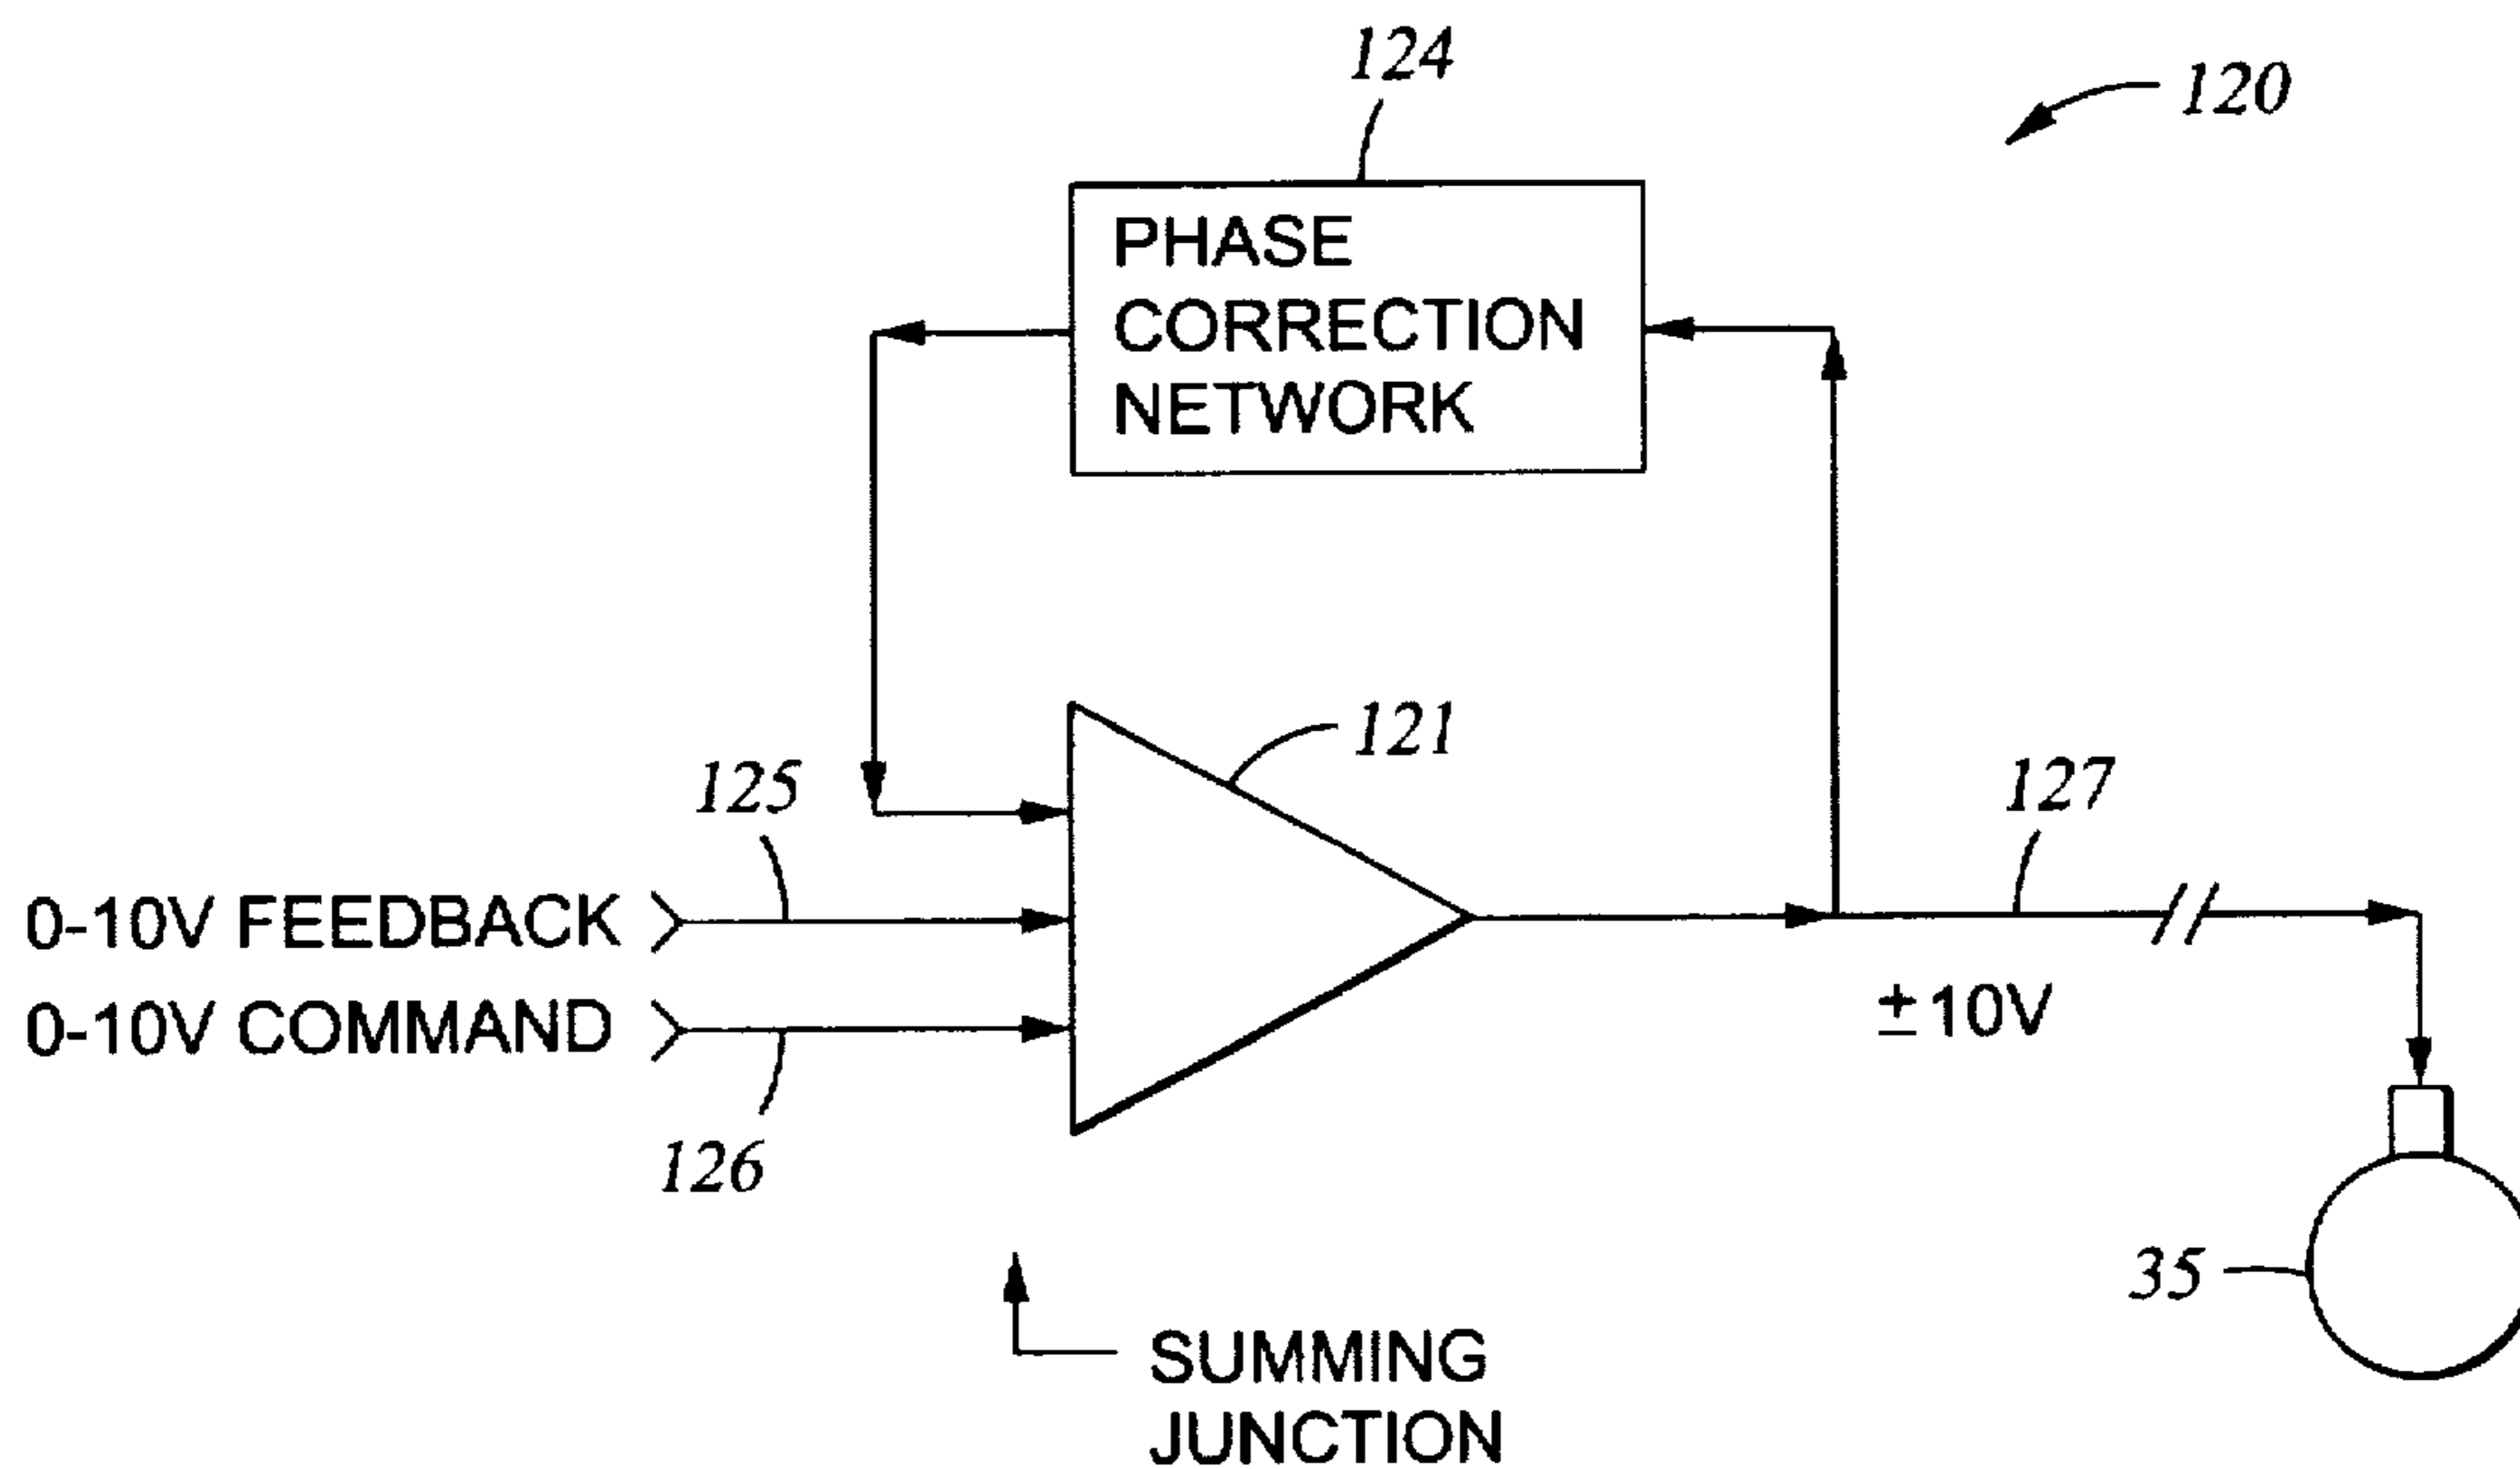 124
120
PHASE
CORRECTION
NETWORK
121
125
127
0-10V FEEDBACK
0-10V COMMAND
±10V
126
35
SUMMING
JUNCTION